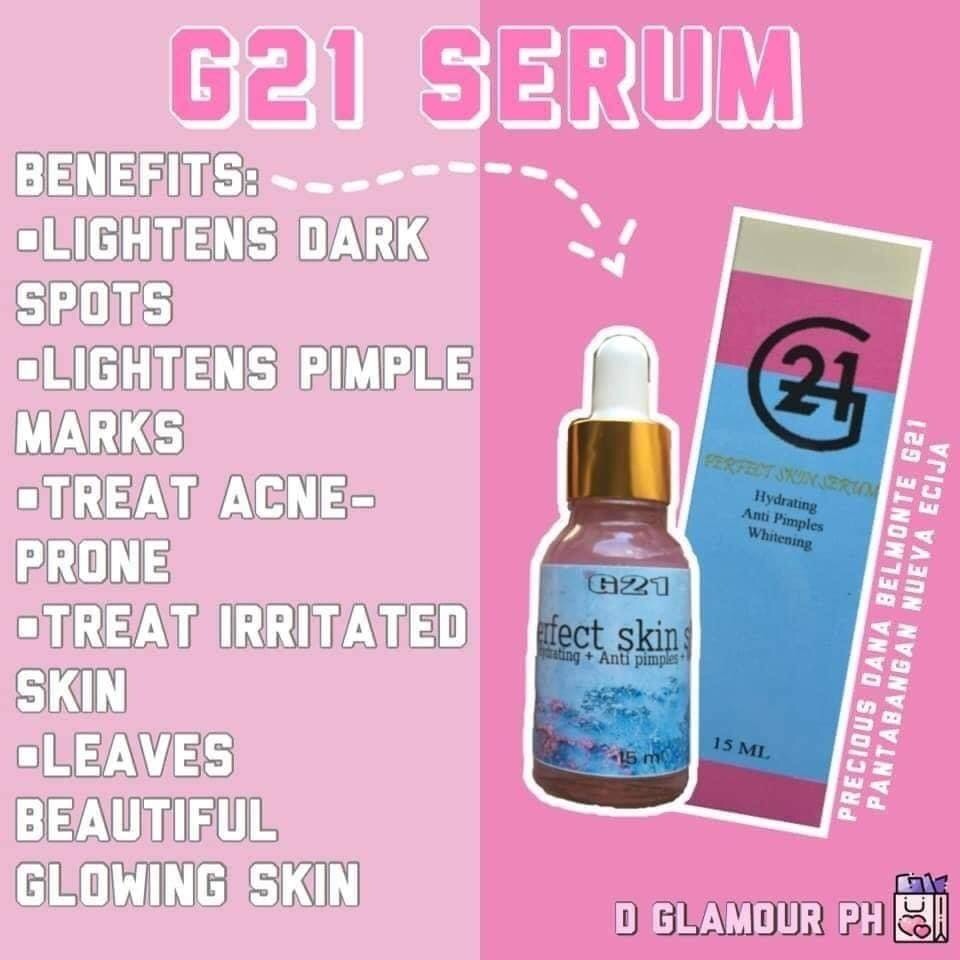 G21 SERUM
BENEFITS:
▪LIGHTENS DARK
SPOTS
▪LIGHTENS PIMPLE
MARKS
▪TREAT ACNE-
PRONE
▪TREAT IRRITATED
SKIN
▪LEAVES
BEAUTIFUL
GLOWING SKIN
G21
erfect skin s
drating + Anti pimples +
15 m
G21
PERFECT SKIN SERUM
Hydrating
Anti Pimples
Whitening
15 ML
PRECIOUS DANA BELMONTE G21
PANTABANGAN NUEVA ECIJA
D GLAMOUR PH